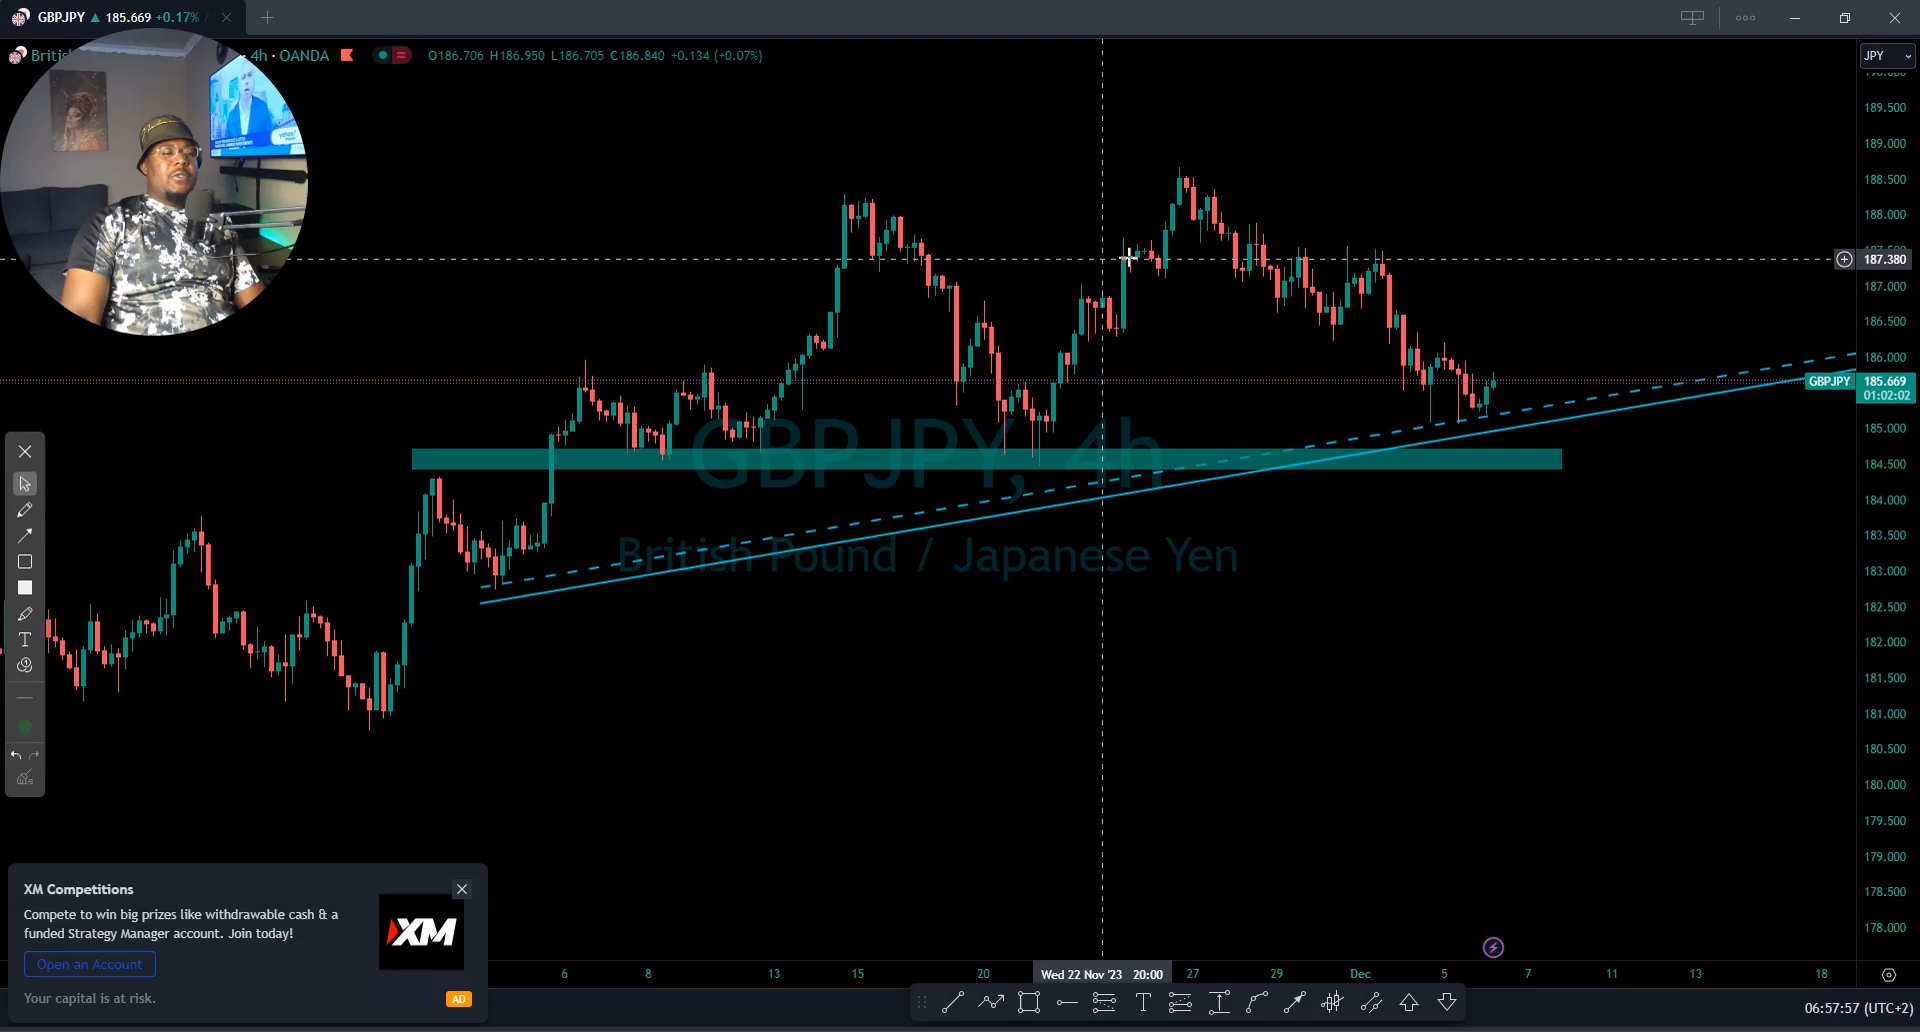 GBPJPY ▲ 185.669 +0.17% /
4h · OANDA
O186.706 H186.950 L186.705 C186.840 +0.134 (+0.07%)
JPY
189.500
189.000
188.500
188.000
187.380
187.000
186.500
186.000
GBPJPY 185.669
01:02:02
185.000
184.500
184.000
183.500
183.000
182.500
182.000
181.500
181.000
180.500
180.000
179.500
179.000
178.500
178.000
GBPJPY, 4h
British Pound / Japanese Yen
XM Competitions
Compete to win big prizes like withdrawable cash & a
funded Strategy Manager account. Join today!
XM
Open an Account
Your capital is at risk.
AD
6 8 13 15 20 Wed 22 Nov '23 20:00 27 29 Dec 5 7 11 13 18
06:57:57 (UTC+2)